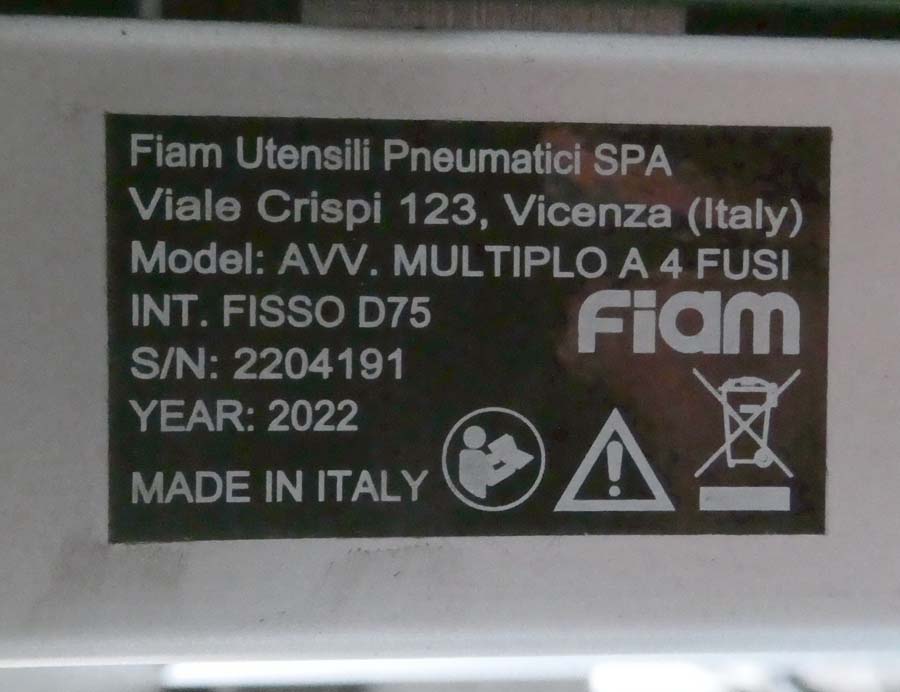 Fiam Utensili Pneumatici SPA
Viale Crispi 123, Vicenza (Italy)
Model: AVV. MULTIPLO A 4 FUSI
INT. FISSO D75
Fiam
S/N: 2204191
YEAR: 2022
MADE IN ITALY